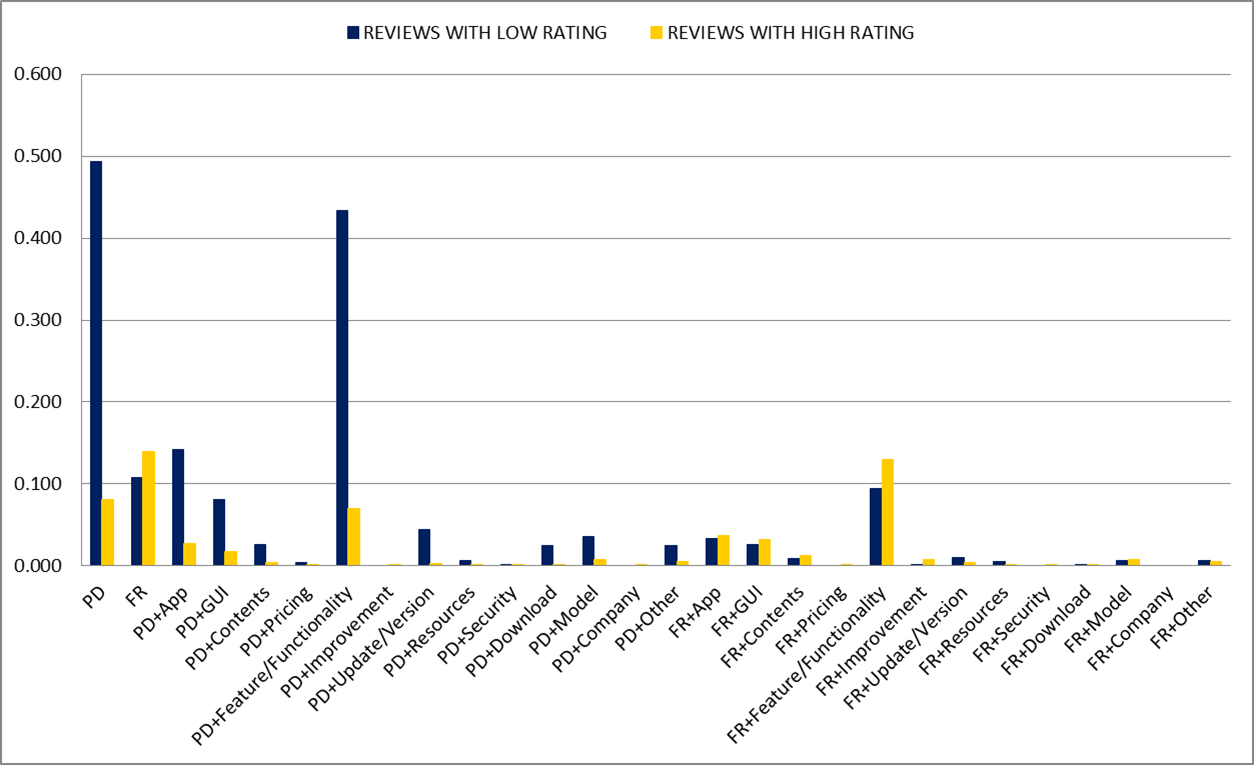 REVIEWS WITH LOW RATING REVIEWS WITH HIGH RATING
0.600
0.500
0.400
0.300
0.200
0.100
0.000
PD
FR
PD+App
PD+GUI
PD+Contents
PD+Pricing
PD+Feature/Functionality
PD+Improvement
PD+Update/Version
PD+Resources
PD+Security
PD+Download
PD+Model
PD+Company
PD+Other
FR+App
FR+GUI
FR+Contents
FR+Pricing
FR+Feature/Functionality
FR+Improvement
FR+Update/Version
FR+Resources
FR+Security
FR+Download
FR+Model
FR+Company
FR+Other